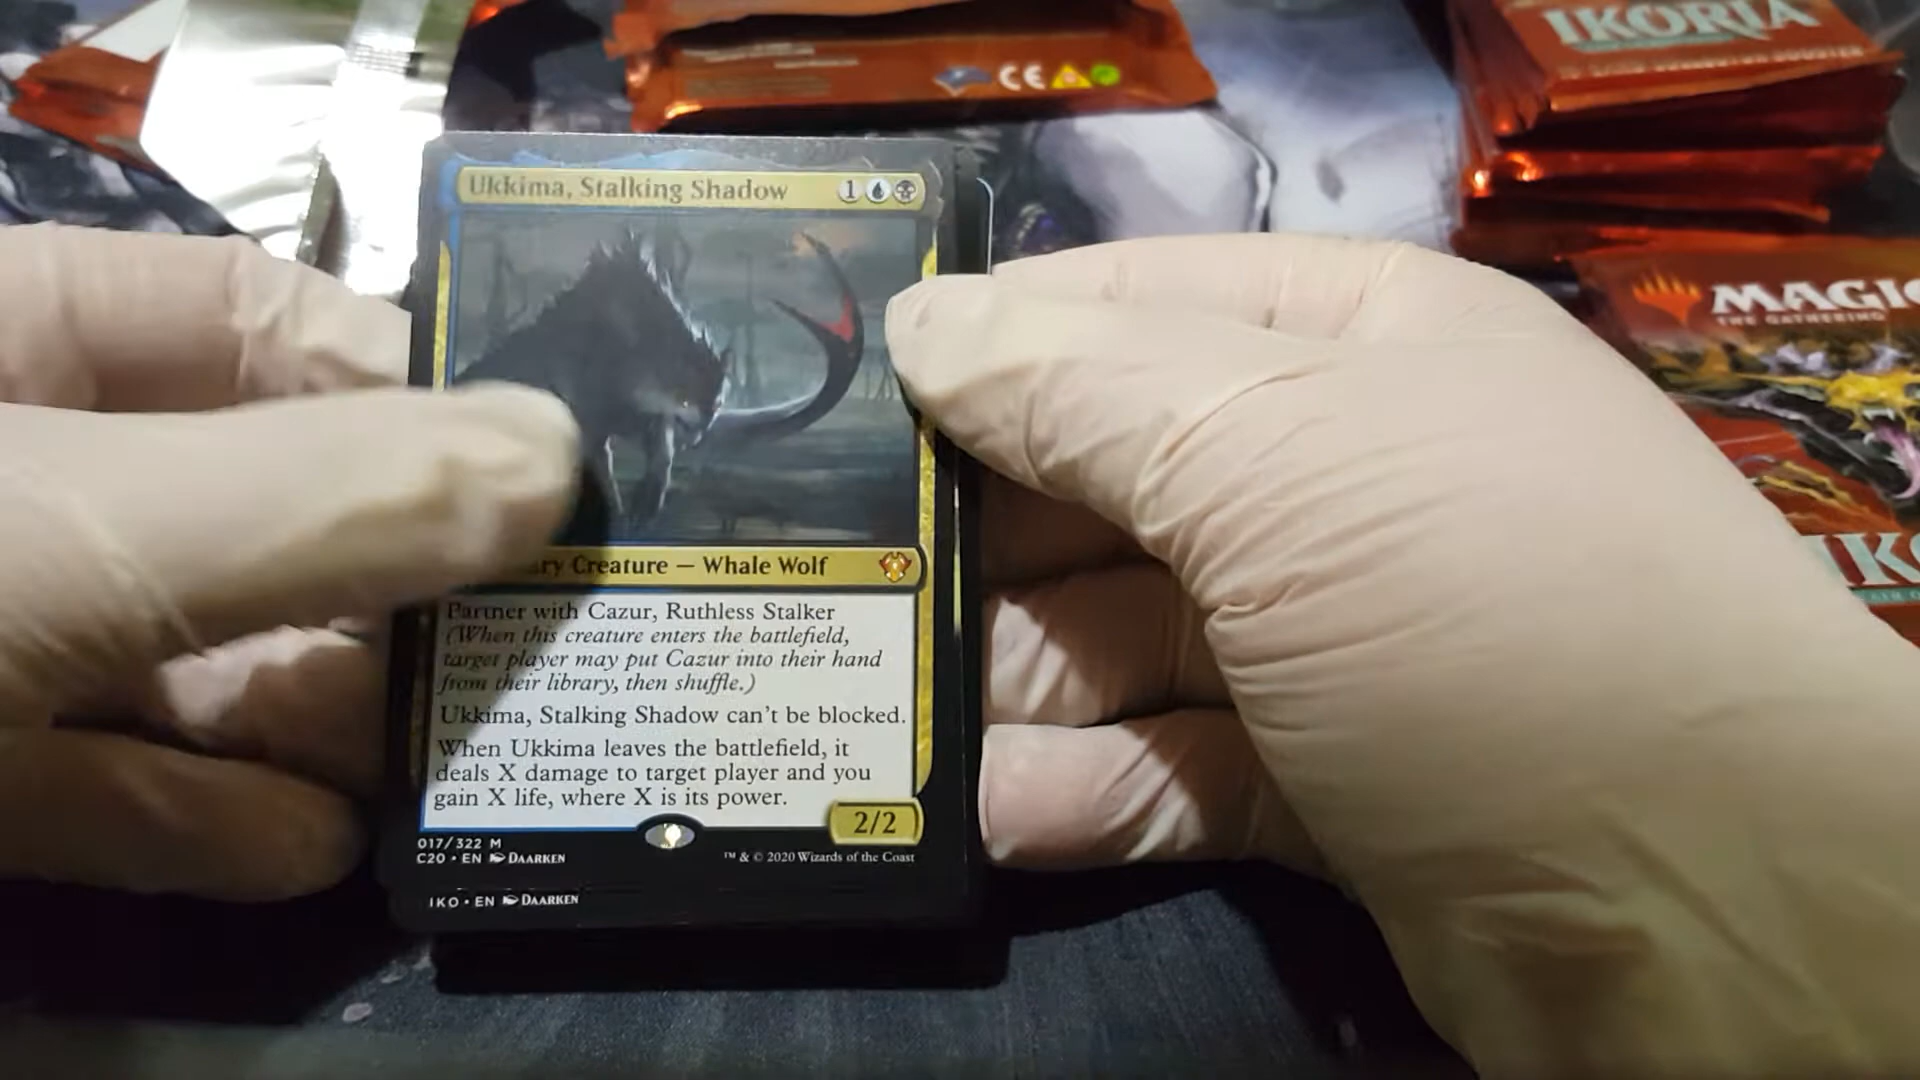 IKORIA
CE
MAGIC
THE GATHERING
IKO
Ukkima, Stalking Shadow 1
ary Creature — Whale Wolf
Partner with Cazur, Ruthless Stalker
(When this creature enters the battlefield,
target player may put Cazur into their hand
from their library, then shuffle.)
Ukkima, Stalking Shadow can't be blocked.
When Ukkima leaves the battlefield, it
deals X damage to target player and you
gain X life, where X is its power.
2/2
017/322 M
C20 • EN DAARKEN
™ & © 2020 Wizards of the Coast
IKO • EN DAARKEN